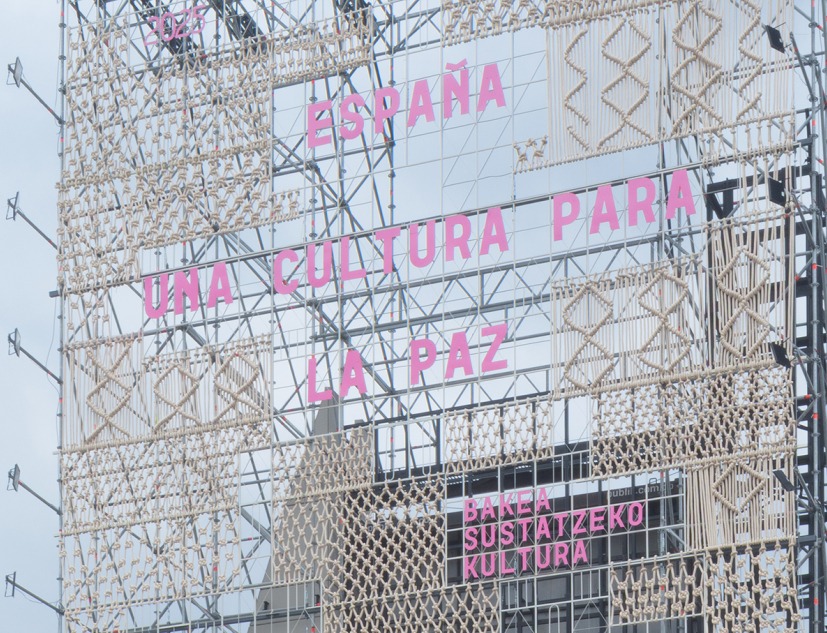 2025
ESPAÑA
UNA CULTURA PARA
LA PAZ
BAKEA
SUSTATZEKO
KULTURA